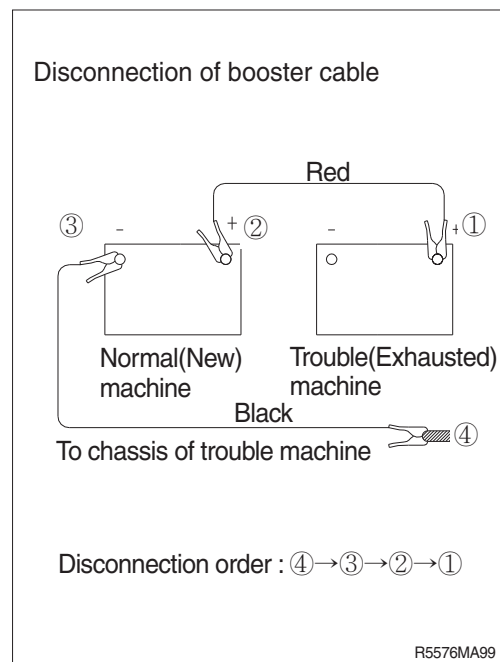 Disconnection of booster cable
Red
③ - + ② - + ①
Normal(New)
machine
Trouble(Exhausted)
machine
Black
To chassis of trouble machine ④
Disconnection order : ④→③→②→①
R5576MA99